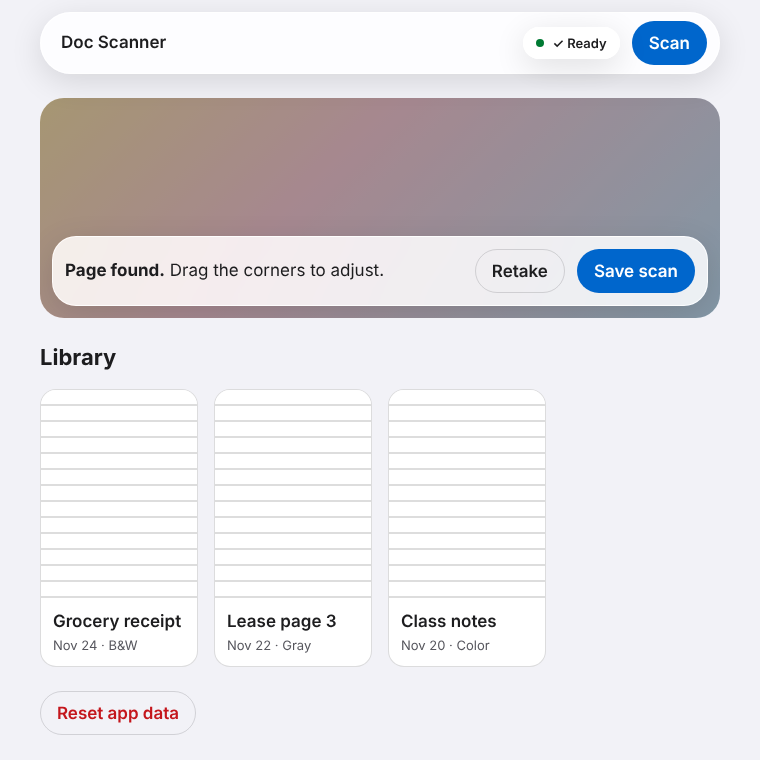 Doc Scanner
✓ Ready
Scan
Page found. Drag the corners to adjust.
Retake
Save scan
Library
Grocery receipt
Nov 24 · B&W
Lease page 3
Nov 22 · Gray
Class notes
Nov 20 · Color
Reset app data